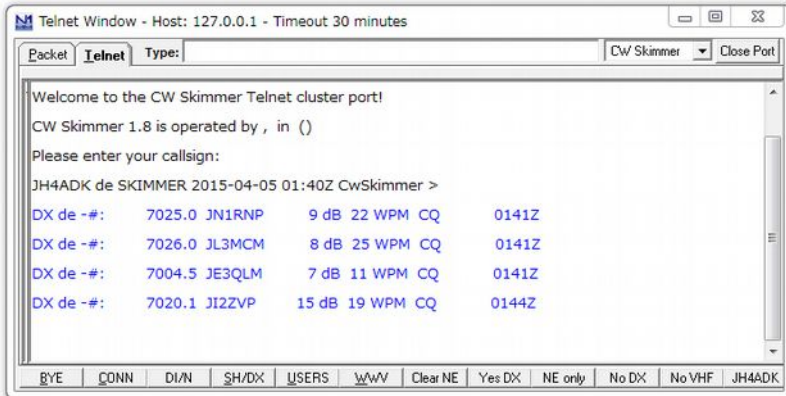 Telnet Window - Host: 127.0.0.1 - Timeout 30 minutes
Packet Telnet Type: CW Skimmer Close Port
Welcome to the CW Skimmer Telnet cluster port!
CW Skimmer 1.8 is operated by , in ()
Please enter your callsign:
JH4ADK de SKIMMER 2015-04-05 01:40Z CwSkimmer >
DX de -#: 7025.0 JN1RNP 9 dB 22 WPM CQ 0141Z
DX de -#: 7026.0 JL3MCM 8 dB 25 WPM CQ 0141Z
DX de -#: 7004.5 JE3QLM 7 dB 11 WPM CQ 0141Z
DX de -#: 7020.1 JI2ZVP 15 dB 19 WPM CQ 0144Z
BYE CONN DI/N SH/DX USERS WWV Clear NE Yes DX NE only No DX No VHF JH4ADK